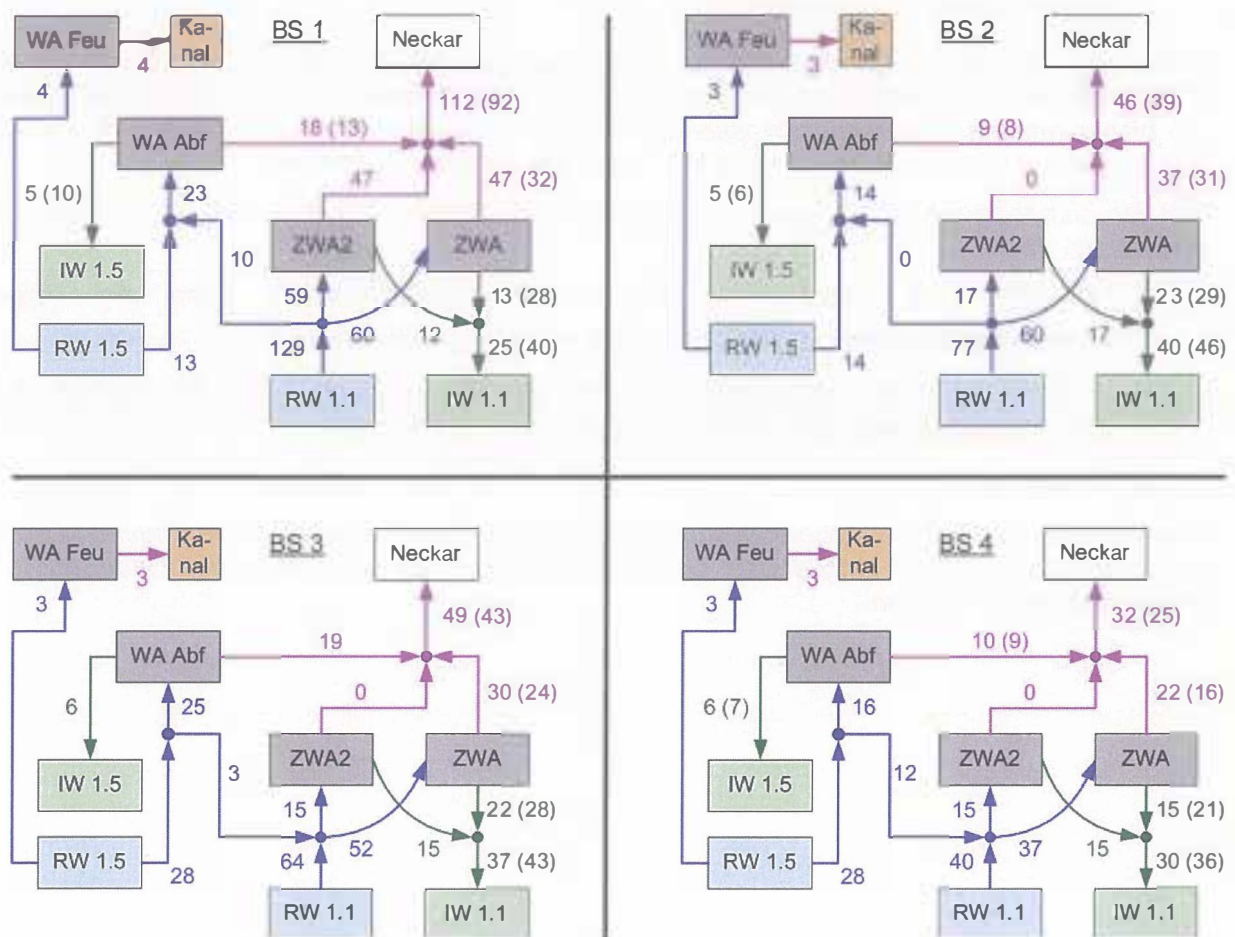 BS 1
WA Feu
Ka-
nal
Neckar
4
4
112 (92)
WA Abf
18 (13)
5 (10)
23
47
47 (32)
IW 1.5
10
ZWA2
ZWA
59
13 (28)
RW 1.5
129
60
12
25 (40)
13
RW 1.1
IW 1.1
BS 2
WA Feu
Ka-
nal
Neckar
3
3
46 (39)
WA Abf
9 (8)
5 (6)
14
0
37 (31)
IW 1.5
0
ZWA2
ZWA
17
23 (29)
RW 1.5
77
60
17
40 (46)
14
RW 1.1
IW 1.1
BS 3
WA Feu
Ka-
nal
Neckar
3
3
49 (43)
WA Abf
19
6
25
0
30 (24)
IW 1.5
3
ZWA2
ZWA
15
22 (28)
RW 1.5
64
52
15
37 (43)
28
RW 1.1
IW 1.1
BS 4
WA Feu
Ka-
nal
Neckar
3
3
32 (25)
WA Abf
10 (9)
6 (7)
16
0
22 (16)
IW 1.5
12
ZWA2
ZWA
15
15 (21)
RW 1.5
40
37
15
30 (36)
28
RW 1.1
IW 1.1